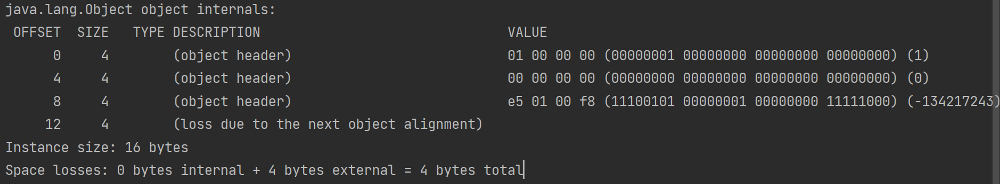 java.lang.Object object internals:
 OFFSET  SIZE   TYPE DESCRIPTION                               VALUE
      0     4        (object header)                           01 00 00 00 (00000001 00000000 00000000 00000000) (1)
      4     4        (object header)                           00 00 00 00 (00000000 00000000 00000000 00000000) (0)
      8     4        (object header)                           e5 01 00 f8 (11100101 00000001 00000000 11111000) (-134217243)
     12     4        (loss due to the next object alignment)
Instance size: 16 bytes
Space losses: 0 bytes internal + 4 bytes external = 4 bytes total